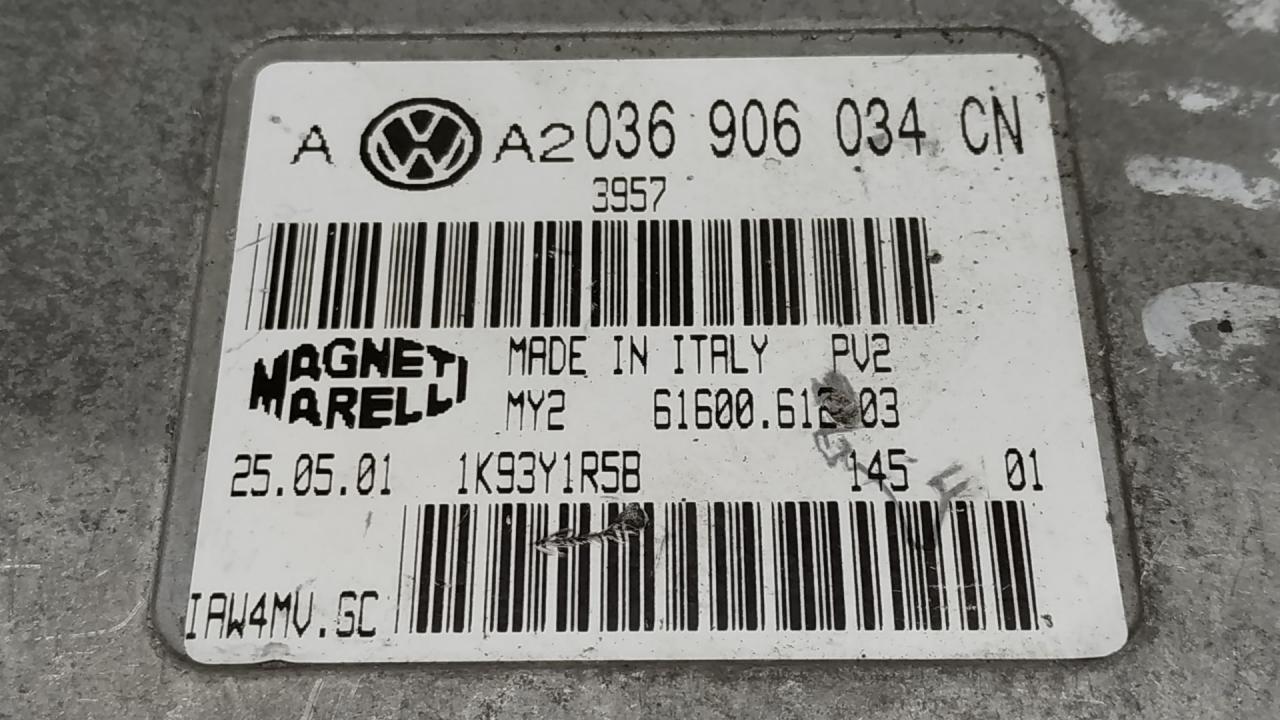 A VW A2 036 906 034 CN
3957
MAGNETI MARELLI
MADE IN ITALY PV2
MY2
25.05.01 1K93Y1R5B 145 01
IAW4MV.GC